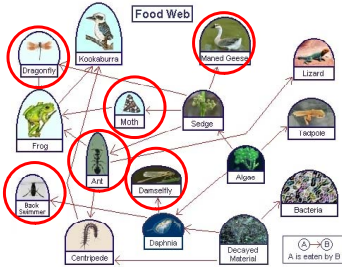 Food Web
Dragonfly
Kookaburra
Maned Geese
Lizard
Moth
Sedge
Tadpole
Frog
Ant
Algae
Damselfly
Bacteria
Back
Swimmer
Daphnia
Decayed
Material
Centripede
A B
A is eaten by B